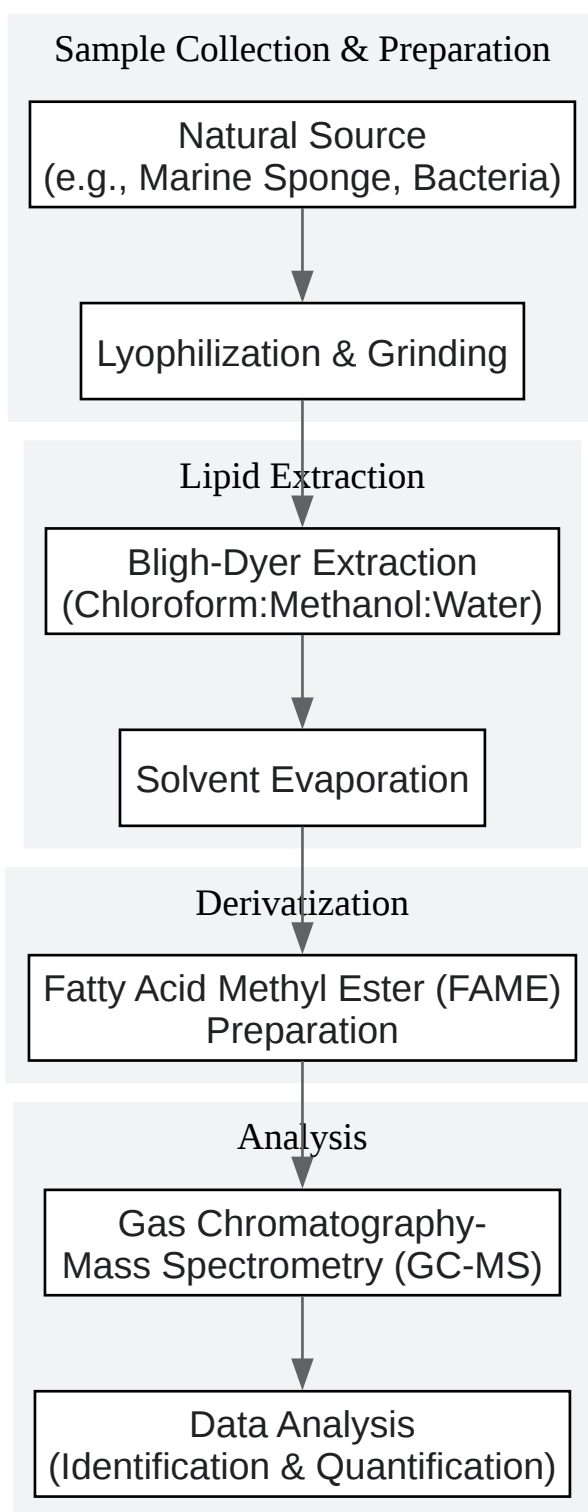 Sample Collection & Preparation
Natural Source
(e.g., Marine Sponge, Bacteria)
Lyophilization & Grinding
Lipid Extraction
Bligh-Dyer Extraction
(Chloroform:Methanol:Water)
Solvent Evaporation
Derivatization
Fatty Acid Methyl Ester (FAME)
Preparation
Analysis
Gas Chromatography-
Mass Spectrometry (GC-MS)
Data Analysis
(Identification & Quantification)